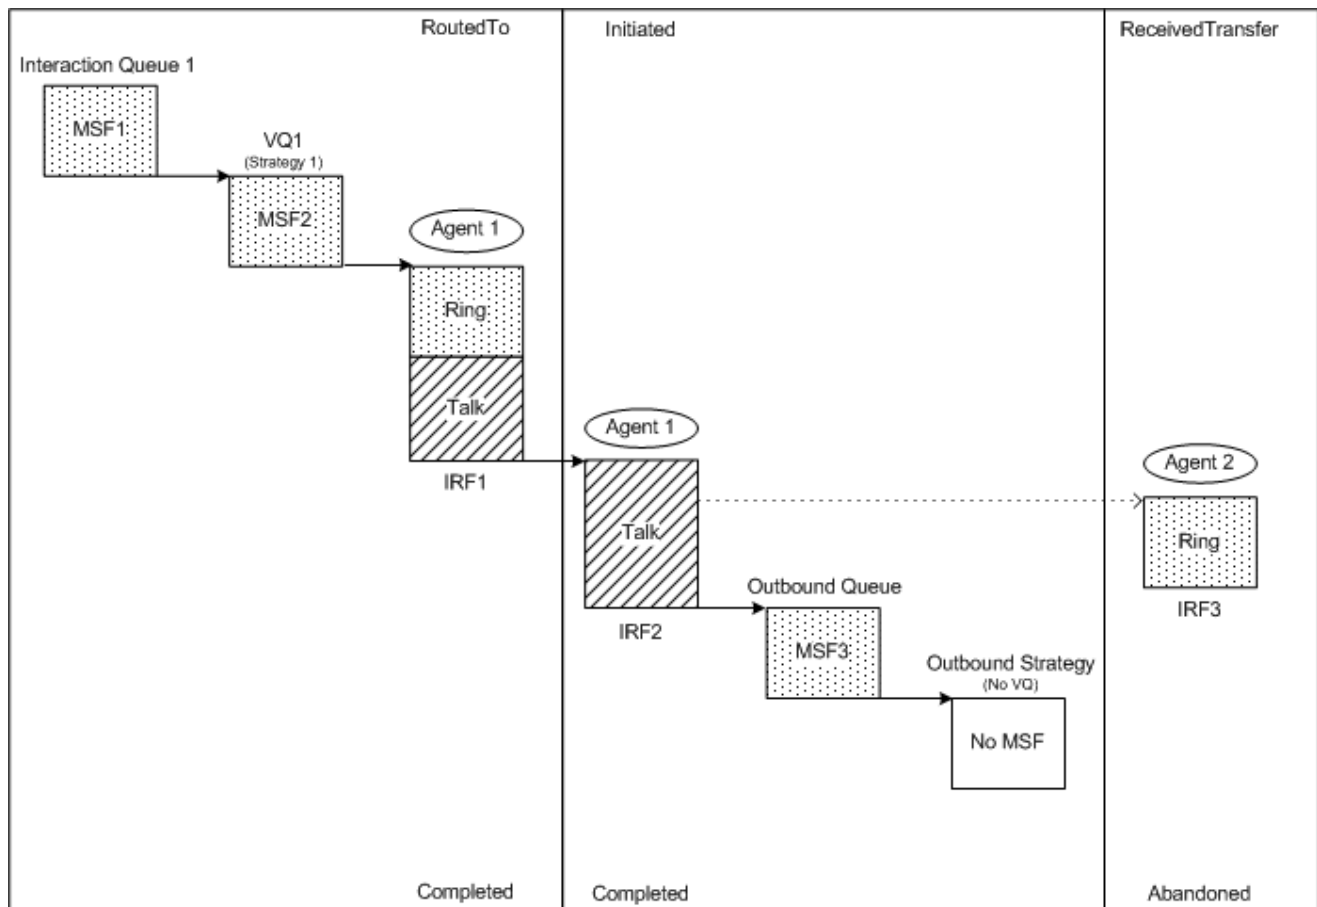 RoutedTo
Initiated
ReceivedTransfer
Interaction Queue 1
MSF1
VQ1
(Strategy 1)
MSF2
Agent 1
Ring
Talk
IRF1
Agent 1
Talk
IRF2
Agent 2
Ring
IRF3
Outbound Queue
MSF3
Outbound Strategy
(No VQ)
No MSF
Completed
Completed
Abandoned